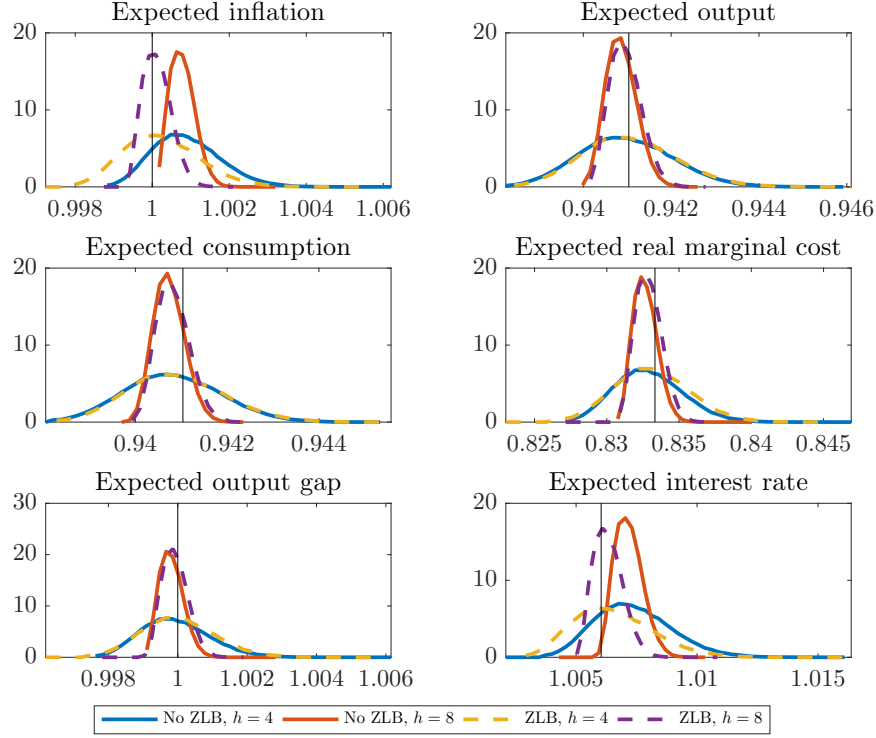 Expected inflation
Expected output
20
10
0
0.998 1 1.002 1.004 1.006
20
10
0
0.94 0.942 0.944 0.946
Expected consumption
Expected real marginal cost
20
10
0
0.94 0.942 0.944
20
10
0
0.825 0.83 0.835 0.84 0.845
Expected output gap
Expected interest rate
30
20
10
0
0.998 1 1.002 1.004 1.006
30
20
10
0
1.005 1.01 1.015
No ZLB, h = 4 No ZLB, h = 8 ZLB, h = 4 ZLB, h = 8